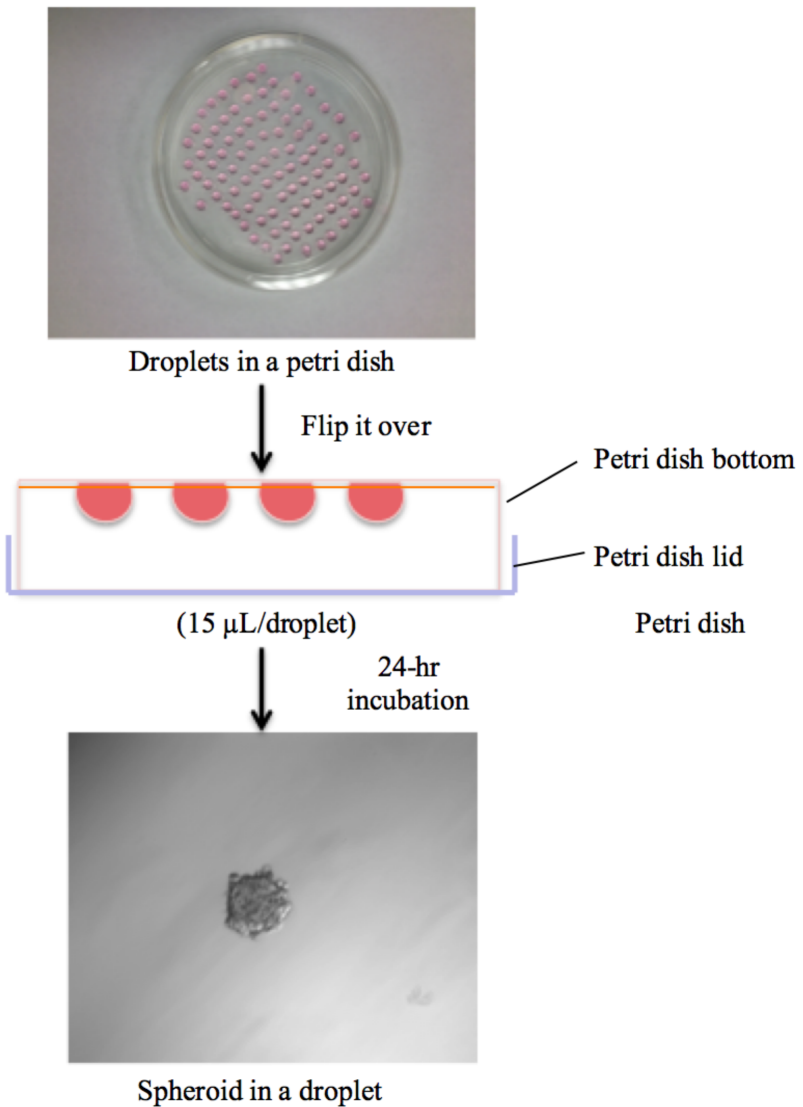 Droplets in a petri dish
Flip it over
Petri dish bottom
Petri dish lid
(15 µL/droplet)
Petri dish
24-hr
incubation
Spheroid in a droplet